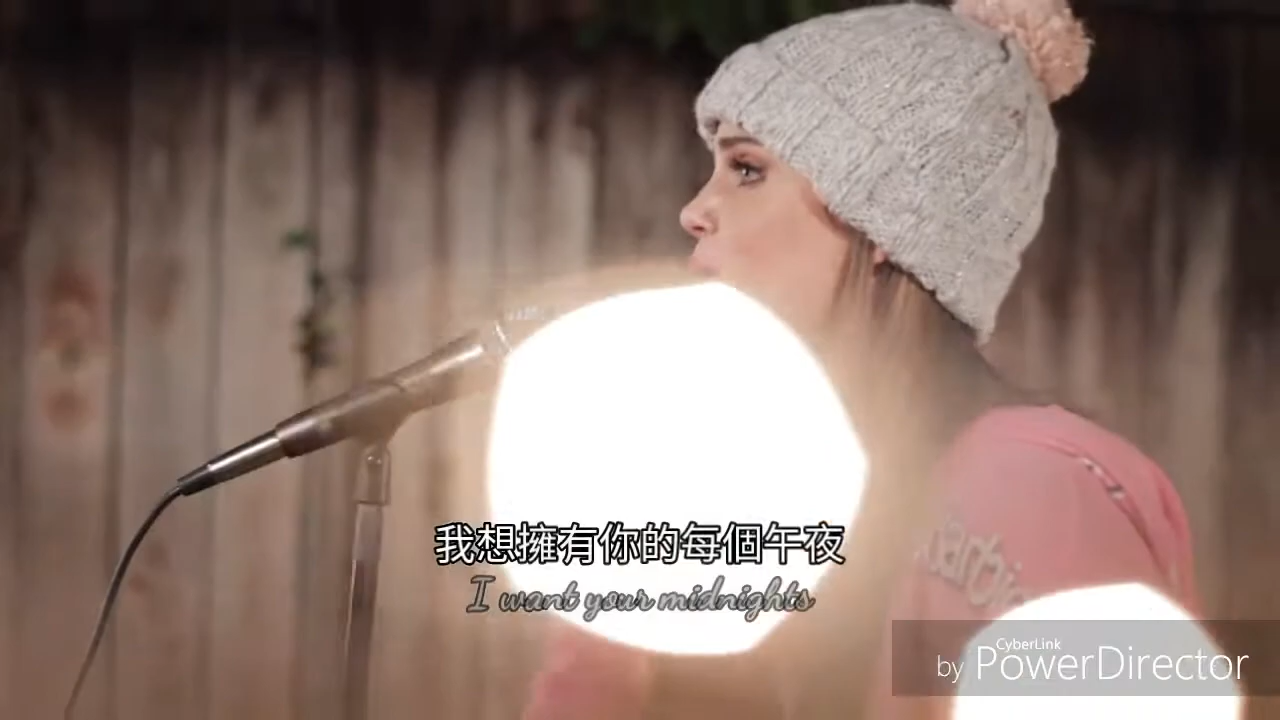 我想擁有你的每個午夜
I want your midnights
CyberLink
by PowerDirector